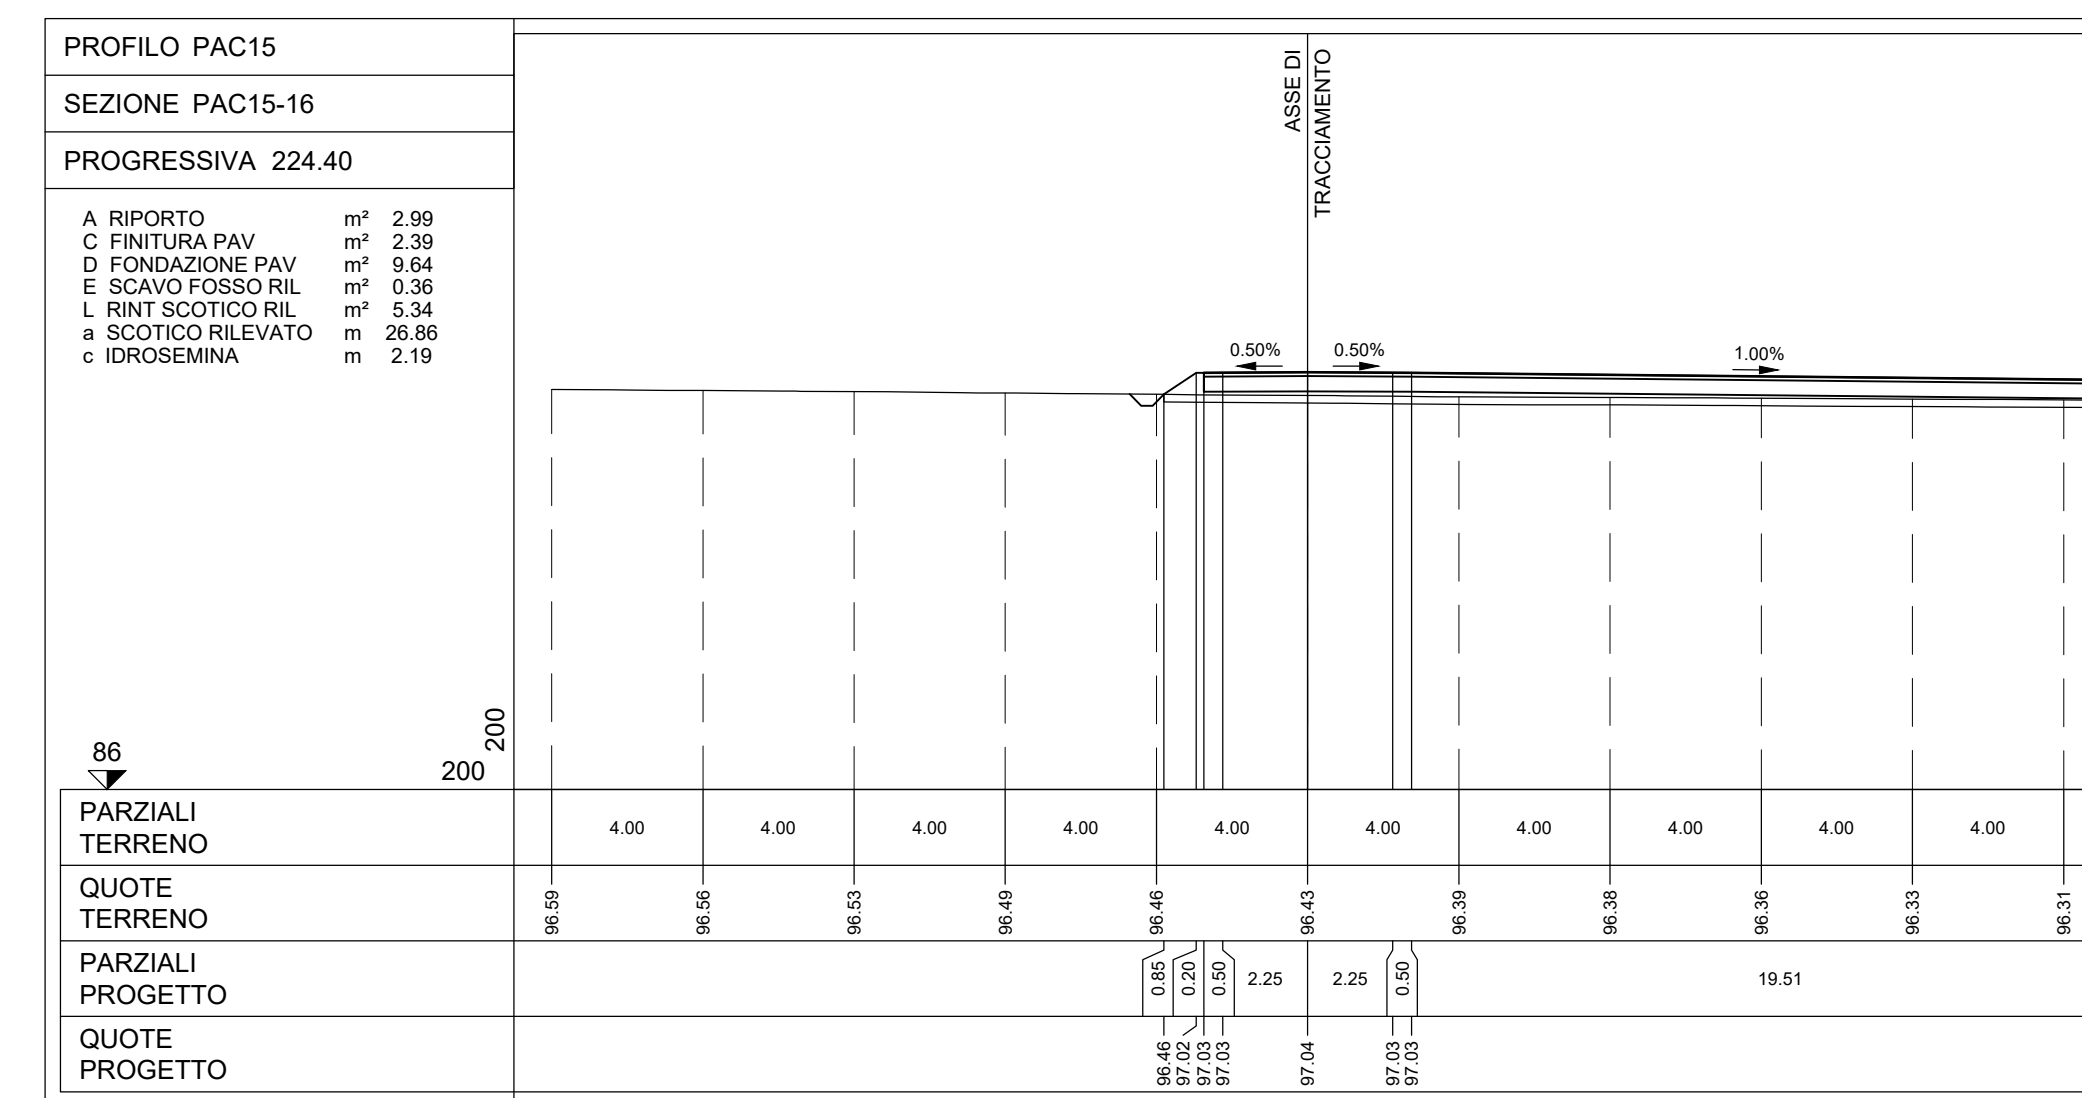 PROFILO PAC15
SEZIONE PAC15-16
PROGRESSIVA 224.40
A RIPORTO m² 2.99
C FINITURA PAV m² 2.39
D FONDAZIONE PAV m² 9.64
E SCAVO FOSSO RIL m² 0.36
L RINT SCOTICO RIL m² 5.34
a SCOTICO RILEVATO m 26.86
c IDROSEMINA m 2.19
ASSE DI
TRACCIAMENTO
0.50% 0.50% 1.00%
86
200
200
PARZIALI
TERRENO
4.00 4.00 4.00 4.00 4.00 4.00 4.00 4.00 4.00 4.00
QUOTE
TERRENO
96.59 96.56 96.53 96.49 96.46 96.43 96.39 96.38 96.36 96.33 96.31
PARZIALI
PROGETTO
0.85 0.20 0.50 2.25 2.25 0.50 19.51
QUOTE
PROGETTO
96.46 97.02 97.03 97.03 97.04 97.03 97.03